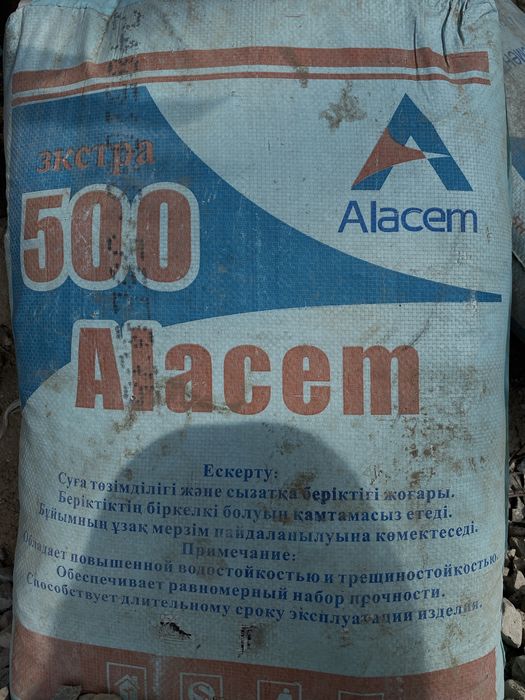 экстра
500
Alacem
Alacem
Ескерту:
Суға төзімділігі және сызатқа беріктігі жоғары.
Беріктіктің біркелкі болуын қамтамасыз етеді.
Бұйымның ұзақ мерзім пайдаланылуына көмектеседі.
Примечание:
Обладает повышенной водостойкостью и трещиностойкостью.
Обеспечивает равномерный набор прочности.
Способствует длительному сроку эксплуатации изделия.